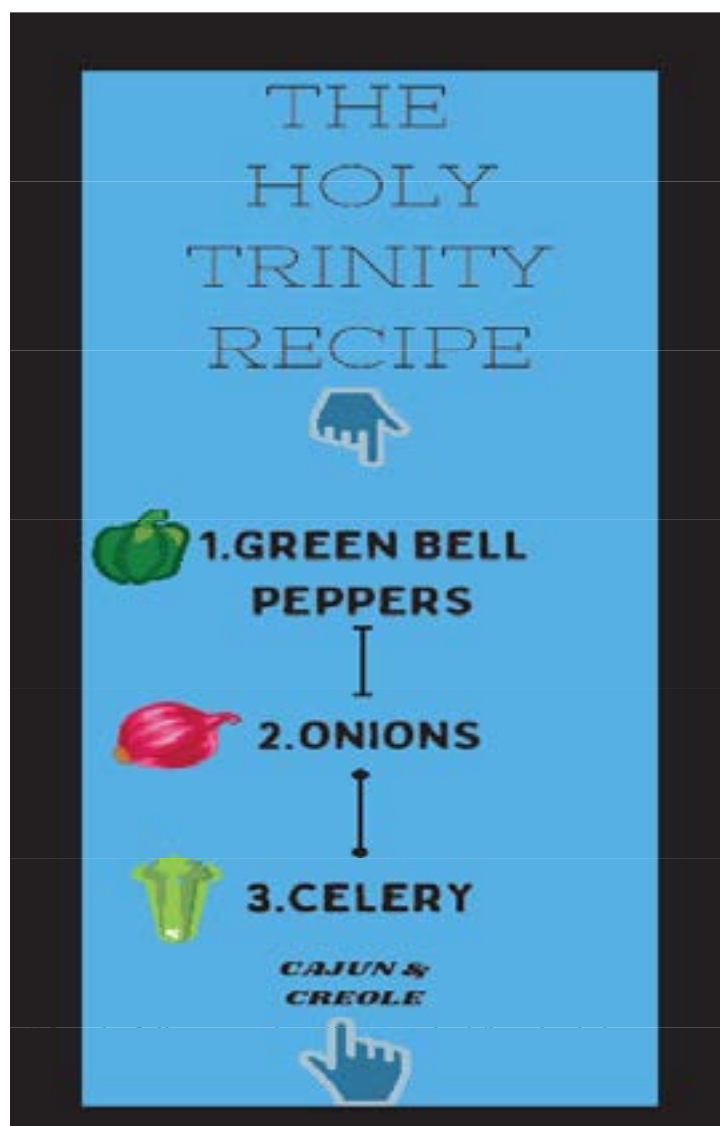 THE
HOLY
TRINITY
RECIPE
1.GREEN BELL
PEPPERS
2.ONIONS
3.CELERY
CAJUN &
CREOLE